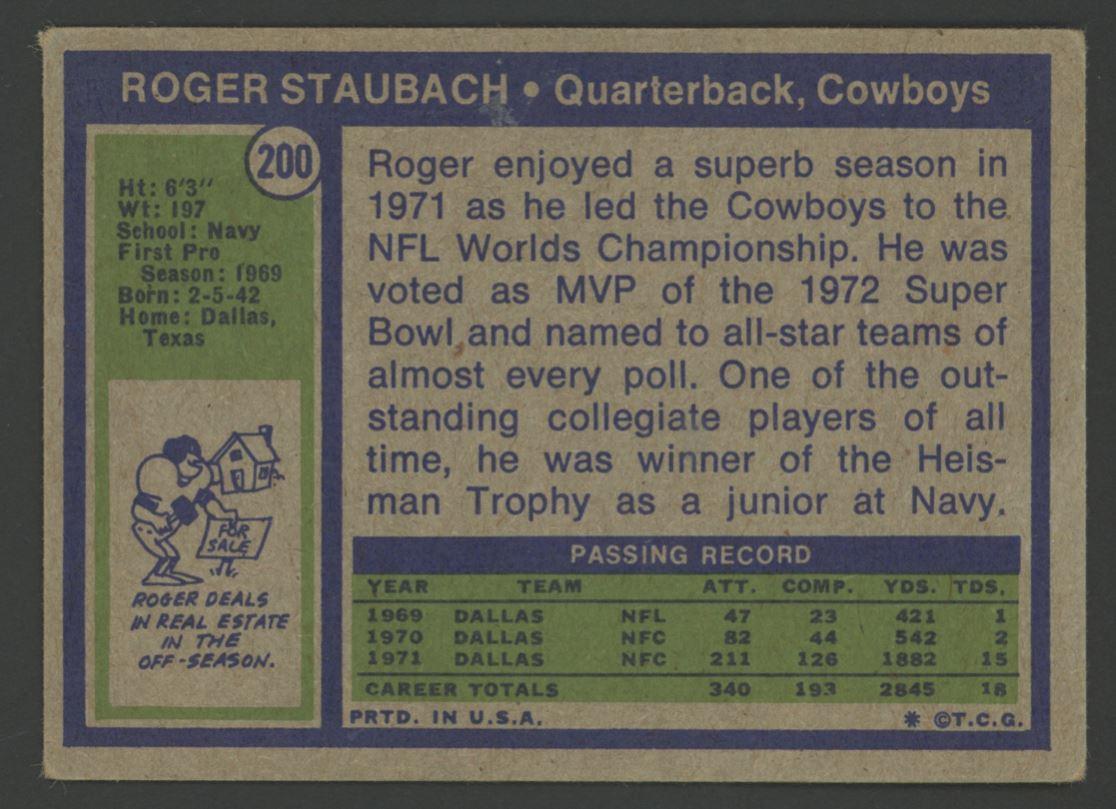 ROGER STAUBACH • Quarterback, Cowboys
200
Ht: 6'3"
Wt: 197
School: Navy
First Pro
Season: 1969
Born: 2-5-42
Home: Dallas,
Texas
FOR
SALE
ROGER DEALS
IN REAL ESTATE
IN THE
OFF-SEASON.
Roger enjoyed a superb season in
1971 as he led the Cowboys to the
NFL Worlds Championship. He was
voted as MVP of the 1972 Super
Bowl and named to all-star teams of
almost every poll. One of the out-
standing collegiate players of all
time, he was winner of the Heis-
man Trophy as a junior at Navy.
PASSING RECORD
YEAR TEAM ATT. COMP. YDS. TDS.
1969 DALLAS NFL 47 23 421 1
1970 DALLAS NFC 82 44 542 2
1971 DALLAS NFC 211 126 1882 15
CAREER TOTALS 340 193 2845 18
PRTD. IN U.S.A. * ©T.C.G.